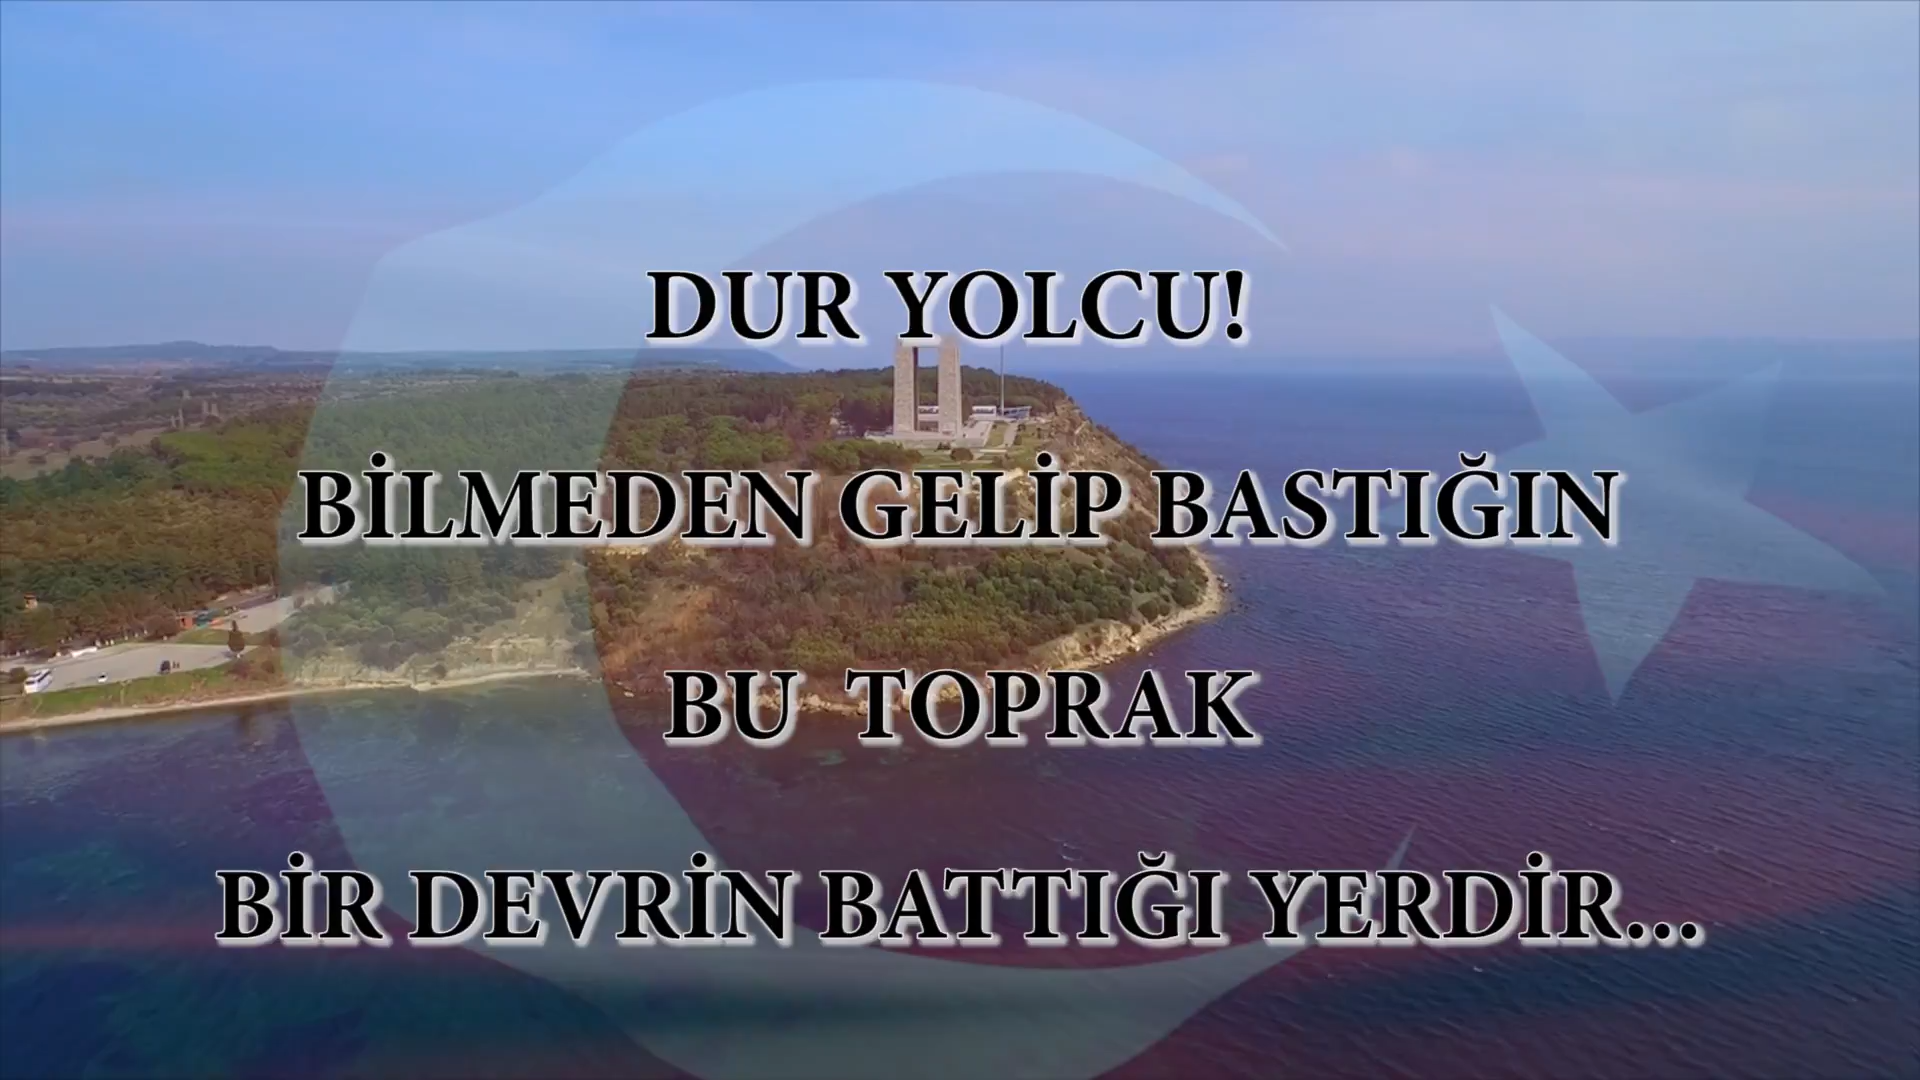 DUR YOLCU!
BİLMEDEN GELİP BASTIĞIN
BU TOPRAK
BİR DEVRİN BATTIĞI YERDİR...